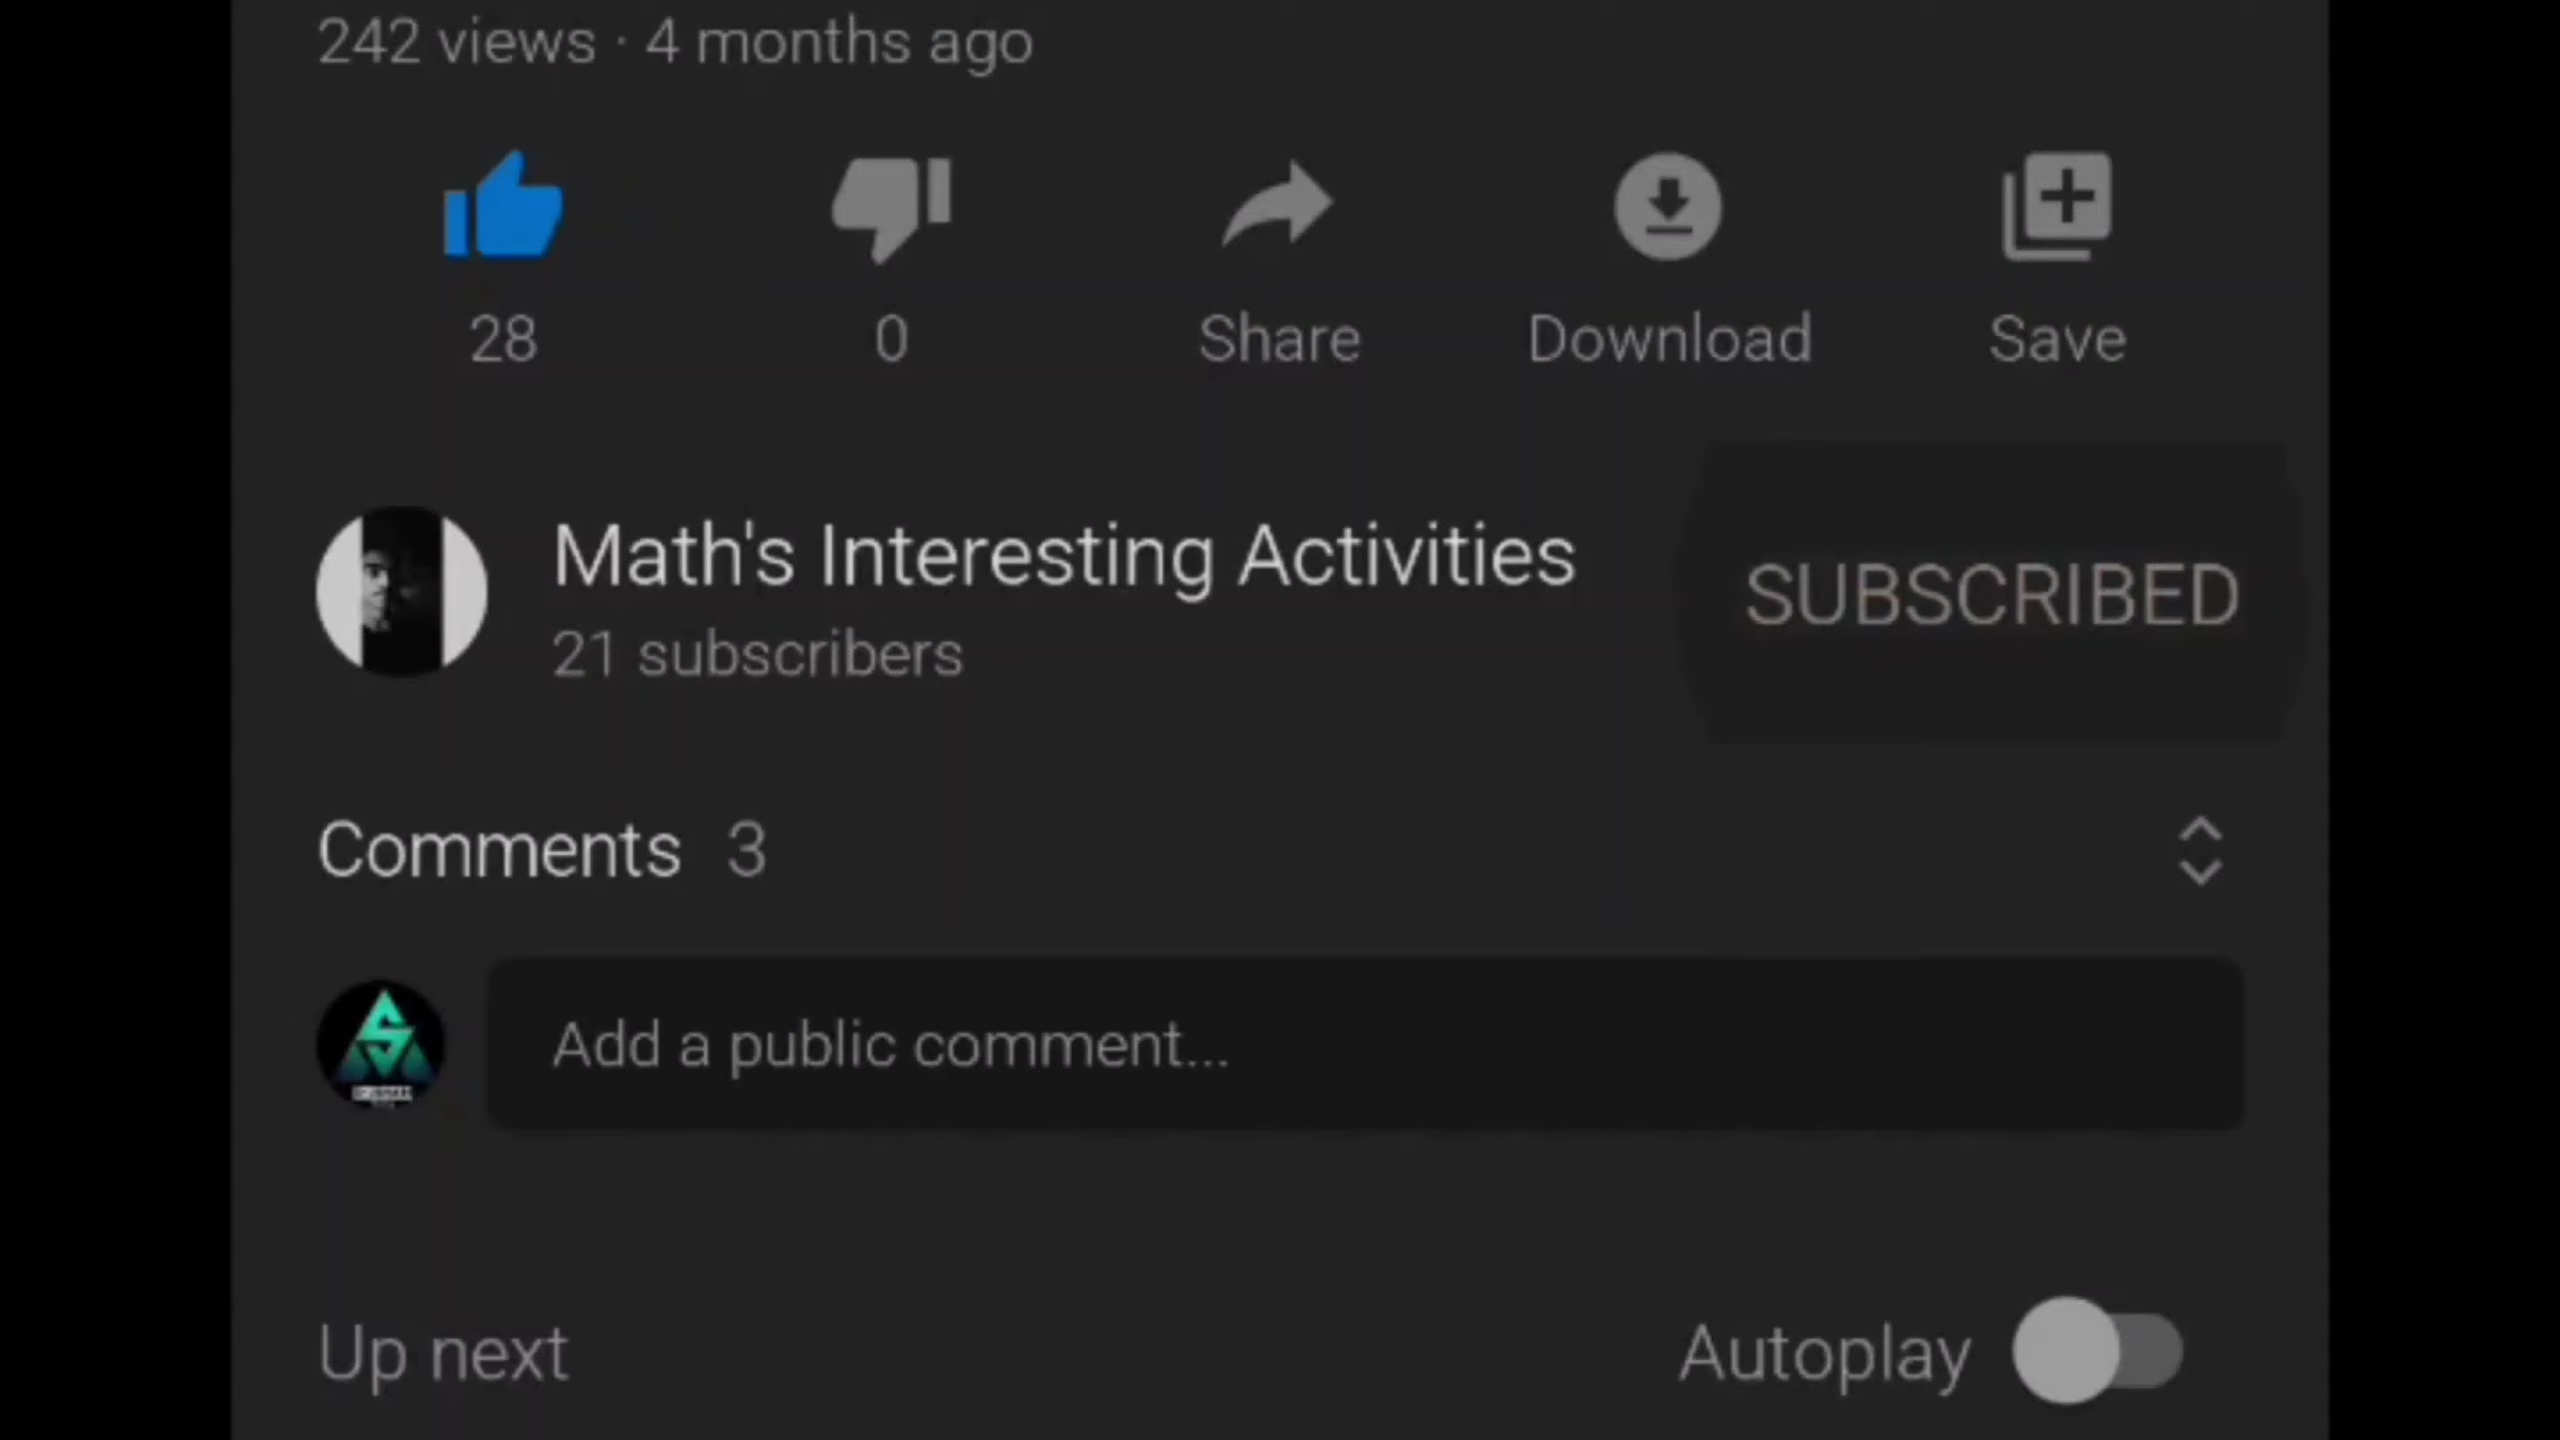 242 views · 4 months ago
28 0 Share Download Save
Math's Interesting Activities
21 subscribers
SUBSCRIBED
Comments 3
Add a public comment...
Up next Autoplay